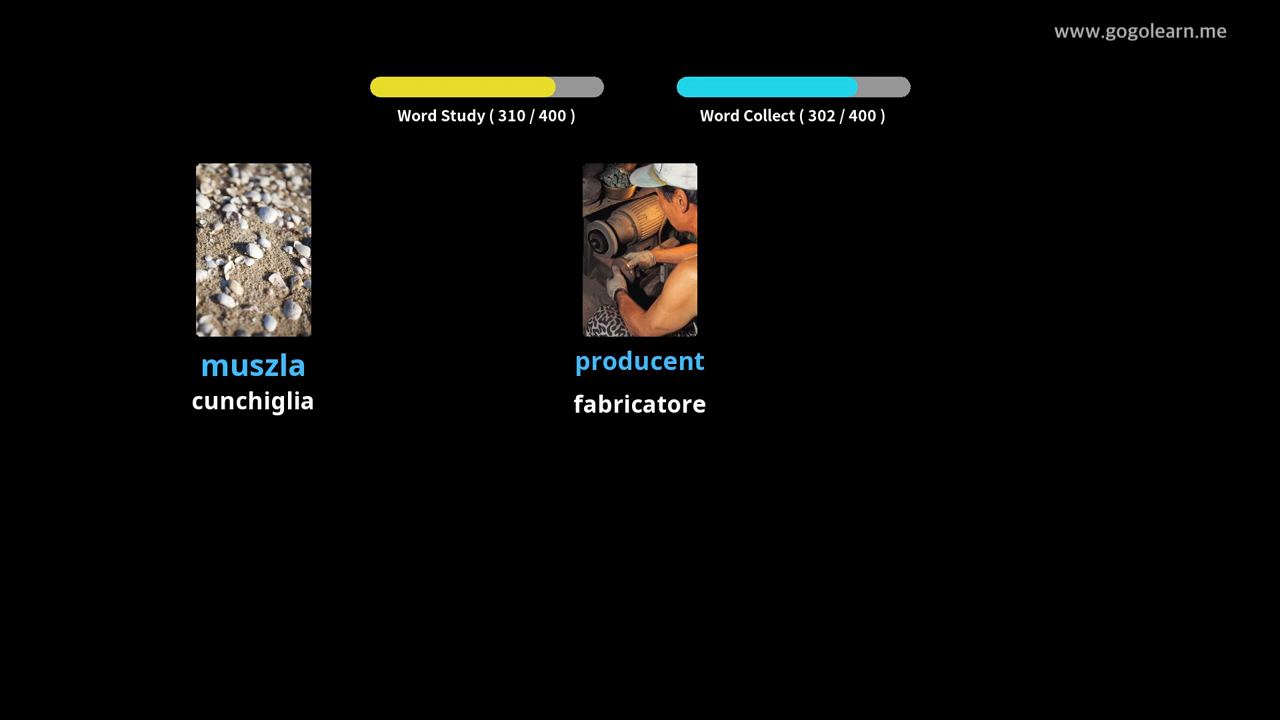 www.gogolearn.me
Word Study ( 310 / 400 )
Word Collect ( 302 / 400 )
muszla
cunchiglia
producent
fabricatore